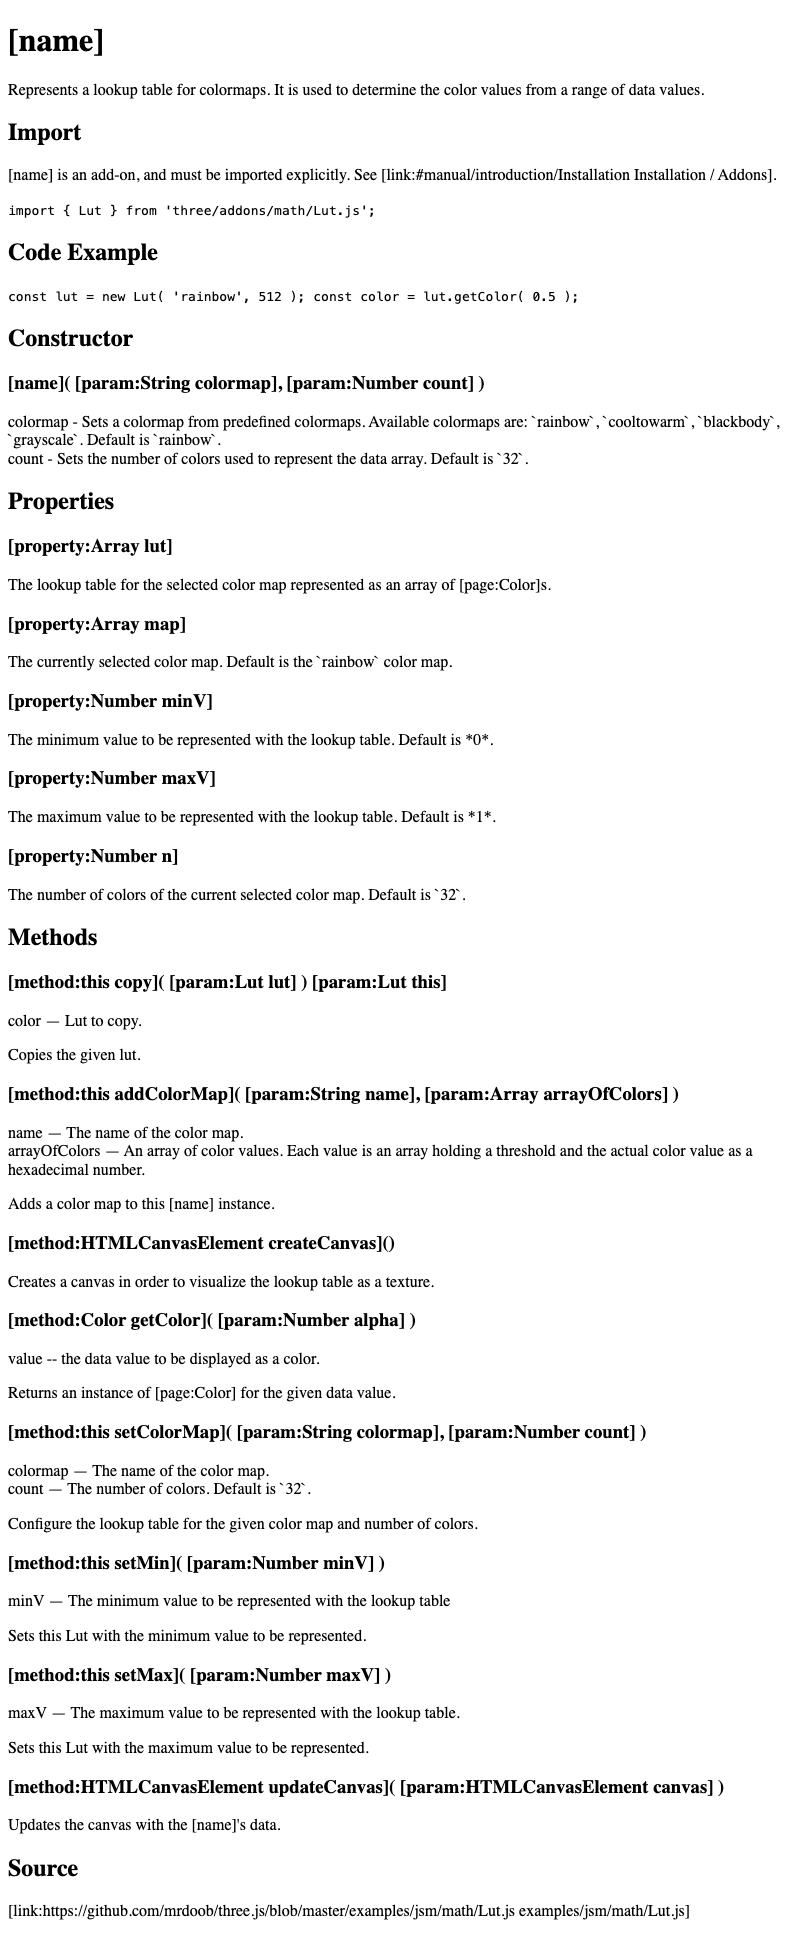 [name]
Represents a lookup table for colormaps. It is used to determine the color values from a range of data values.
Import
[name] is an add-on, and must be imported explicitly. See [link:#manual/introduction/Installation Installation / Addons].
import { Lut } from 'three/addons/math/Lut.js';
Code Example
const lut = new Lut( 'rainbow', 512 ); const color = lut.getColor( 0.5 );
Constructor
[name]( [param:String colormap], [param:Number count] )
colormap - Sets a colormap from predefined colormaps. Available colormaps are: `rainbow`, `cooltowarm`, `blackbody`,
`grayscale`. Default is `rainbow`.
count - Sets the number of colors used to represent the data array. Default is `32`.
Properties
[property:Array lut]
The lookup table for the selected color map represented as an array of [page:Color]s.
[property:Array map]
The currently selected color map. Default is the `rainbow` color map.
[property:Number minV]
The minimum value to be represented with the lookup table. Default is *0*.
[property:Number maxV]
The maximum value to be represented with the lookup table. Default is *1*.
[property:Number n]
The number of colors of the current selected color map. Default is `32`.
Methods
[method:this copy]( [param:Lut lut] ) [param:Lut this]
color — Lut to copy.
Copies the given lut.
[method:this addColorMap]( [param:String name], [param:Array arrayOfColors] )
name — The name of the color map.
arrayOfColors — An array of color values. Each value is an array holding a threshold and the actual color value as a
hexadecimal number.
Adds a color map to this [name] instance.
[method:HTMLCanvasElement createCanvas]()
Creates a canvas in order to visualize the lookup table as a texture.
[method:Color getColor]( [param:Number alpha] )
value -- the data value to be displayed as a color.
Returns an instance of [page:Color] for the given data value.
[method:this setColorMap]( [param:String colormap], [param:Number count] )
colormap — The name of the color map.
count — The number of colors. Default is `32`.
Configure the lookup table for the given color map and number of colors.
[method:this setMin]( [param:Number minV] )
minV — The minimum value to be represented with the lookup table
Sets this Lut with the minimum value to be represented.
[method:this setMax]( [param:Number maxV] )
maxV — The maximum value to be represented with the lookup table.
Sets this Lut with the maximum value to be represented.
[method:HTMLCanvasElement updateCanvas]( [param:HTMLCanvasElement canvas] )
Updates the canvas with the [name]'s data.
Source
[link:https://github.com/mrdoob/three.js/blob/master/examples/jsm/math/Lut.js examples/jsm/math/Lut.js]